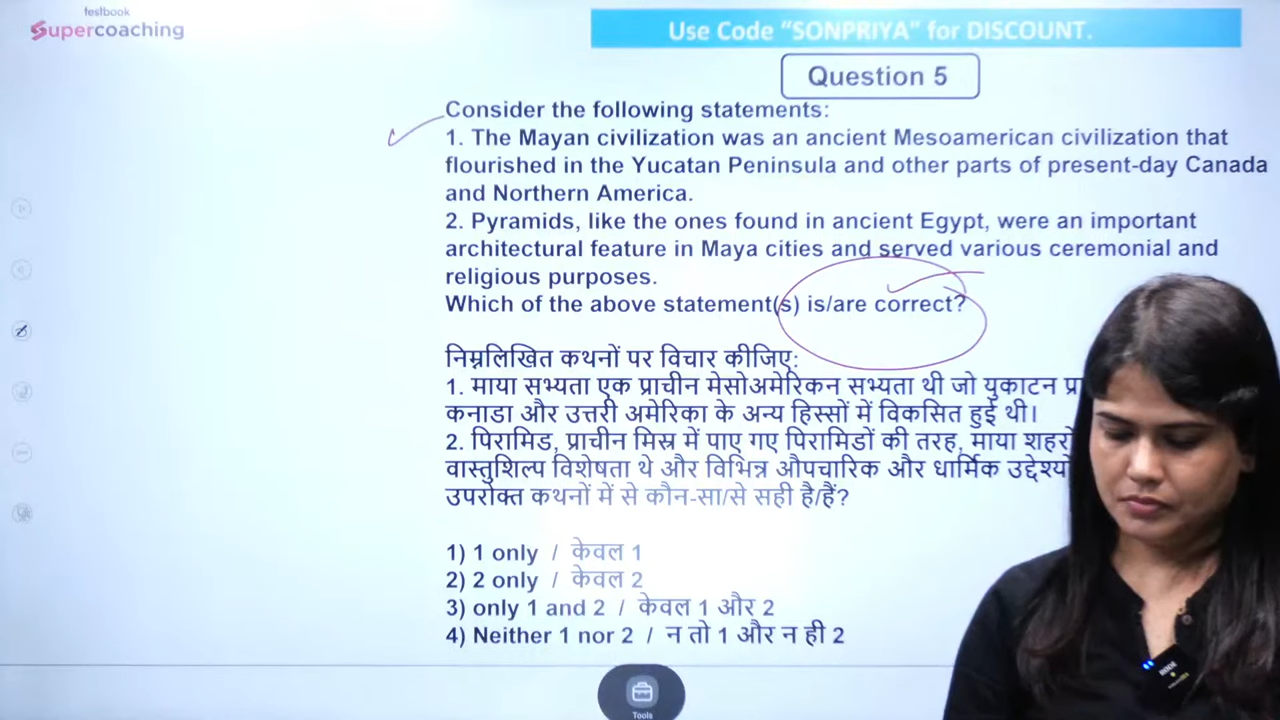 testbook
Supercoaching
Use Code “SONPRIYA” for DISCOUNT.
Question 5
Consider the following statements:
1. The Mayan civilization was an ancient Mesoamerican civilization that
flourished in the Yucatan Peninsula and other parts of present-day Canada
and Northern America.
2. Pyramids, like the ones found in ancient Egypt, were an important
architectural feature in Maya cities and served various ceremonial and
religious purposes.
Which of the above statement(s) is/are correct?
निम्नलिखित कथनों पर विचार कीजिए:
1. माया सभ्यता एक प्राचीन मेसोअमेरिकन सभ्यता थी जो युकाटन
कनाडा और उत्तरी अमेरिका के अन्य हिस्सों में विकसित हुई थी।
2. पिरामिड, प्राचीन मिस्र में पाए गए पिरामिडों की तरह, माया
वास्तुशिल्प विशेषता थे और विभिन्न औपचारिक और धार्मिक
उपरोक्त कथनों में से कौन-सा/से सही है/हैं?
1) 1 only / केवल 1
2) 2 only / केवल 2
3) only 1 and 2 / केवल 1 और 2
4) Neither 1 nor 2 / न तो 1 और न ही 2
Tools